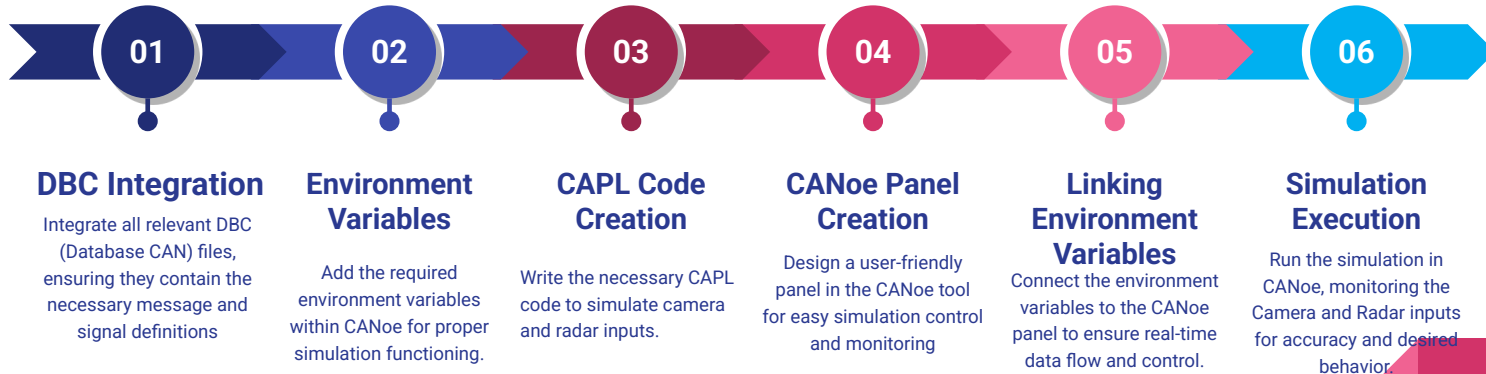 01
02
03
04
05
06
DBC Integration
Integrate all relevant DBC
(Database CAN) files,
ensuring they contain the
necessary message and
signal definitions
Environment
Variables
Add the required
environment variables
within CANoe for proper
simulation functioning.
CAPL Code
Creation
Write the necessary CAPL
code to simulate camera
and radar inputs.
CANoe Panel
Creation
Design a user-friendly
panel in the CANoe tool
for easy simulation control
and monitoring
Linking
Environment
Variables
Connect the environment
variables to the CANoe
panel to ensure real-time
data flow and control.
Simulation
Execution
Run the simulation in
CANoe, monitoring the
Camera and Radar inputs
for accuracy and desired
behavior.